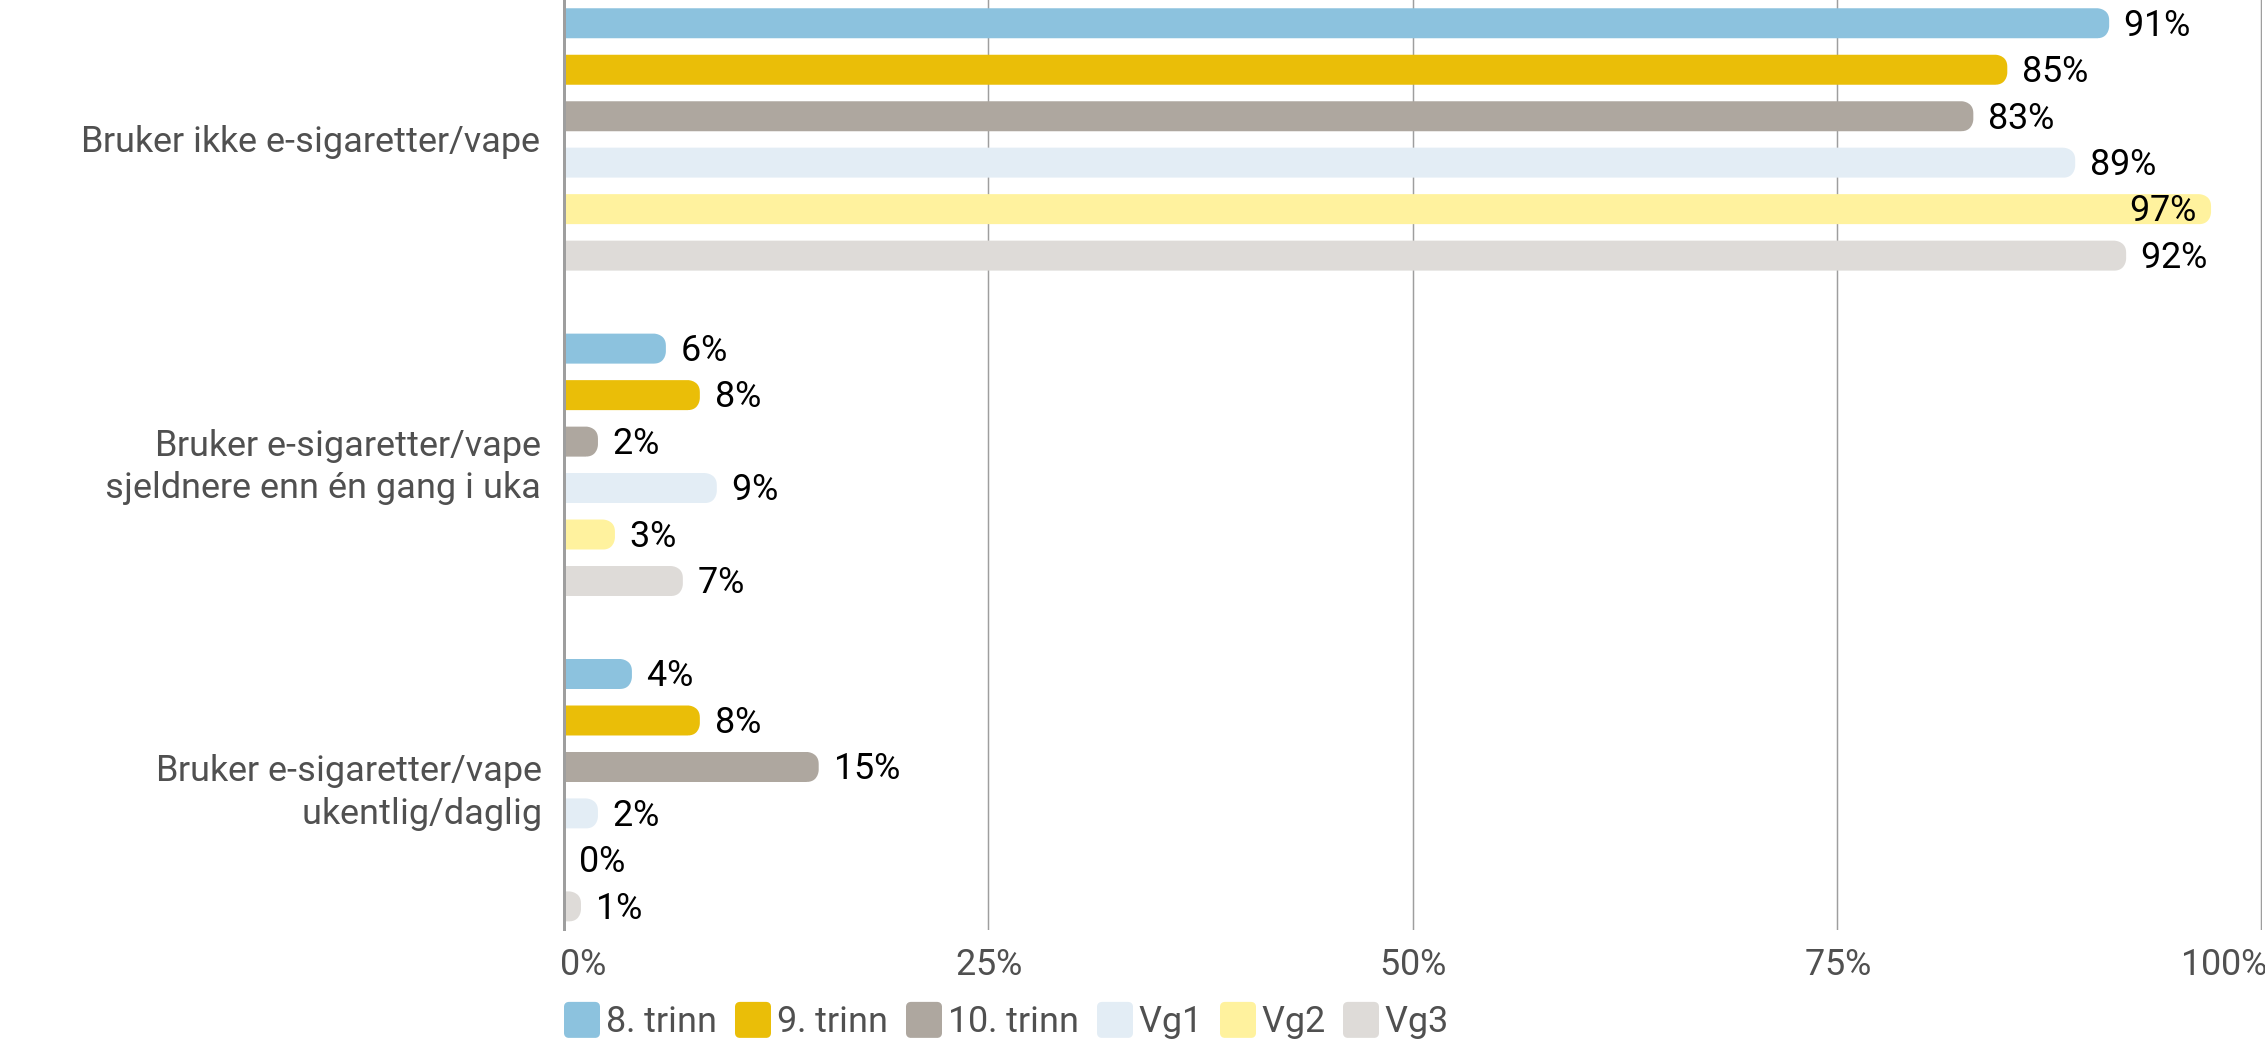 91%
85%
83%
Bruker ikke e-sigaretter/vape
89%
97%
92%
6%
8%
2%
Bruker e-sigaretter/vape
sjeldnere enn én gang i uka
9%
3%
7%
4%
8%
15%
Bruker e-sigaretter/vape
ukentlig/daglig
2%
0%
1%
0% 25% 50% 75% 100%
8. trinn 9. trinn 10. trinn Vg1 Vg2 Vg3